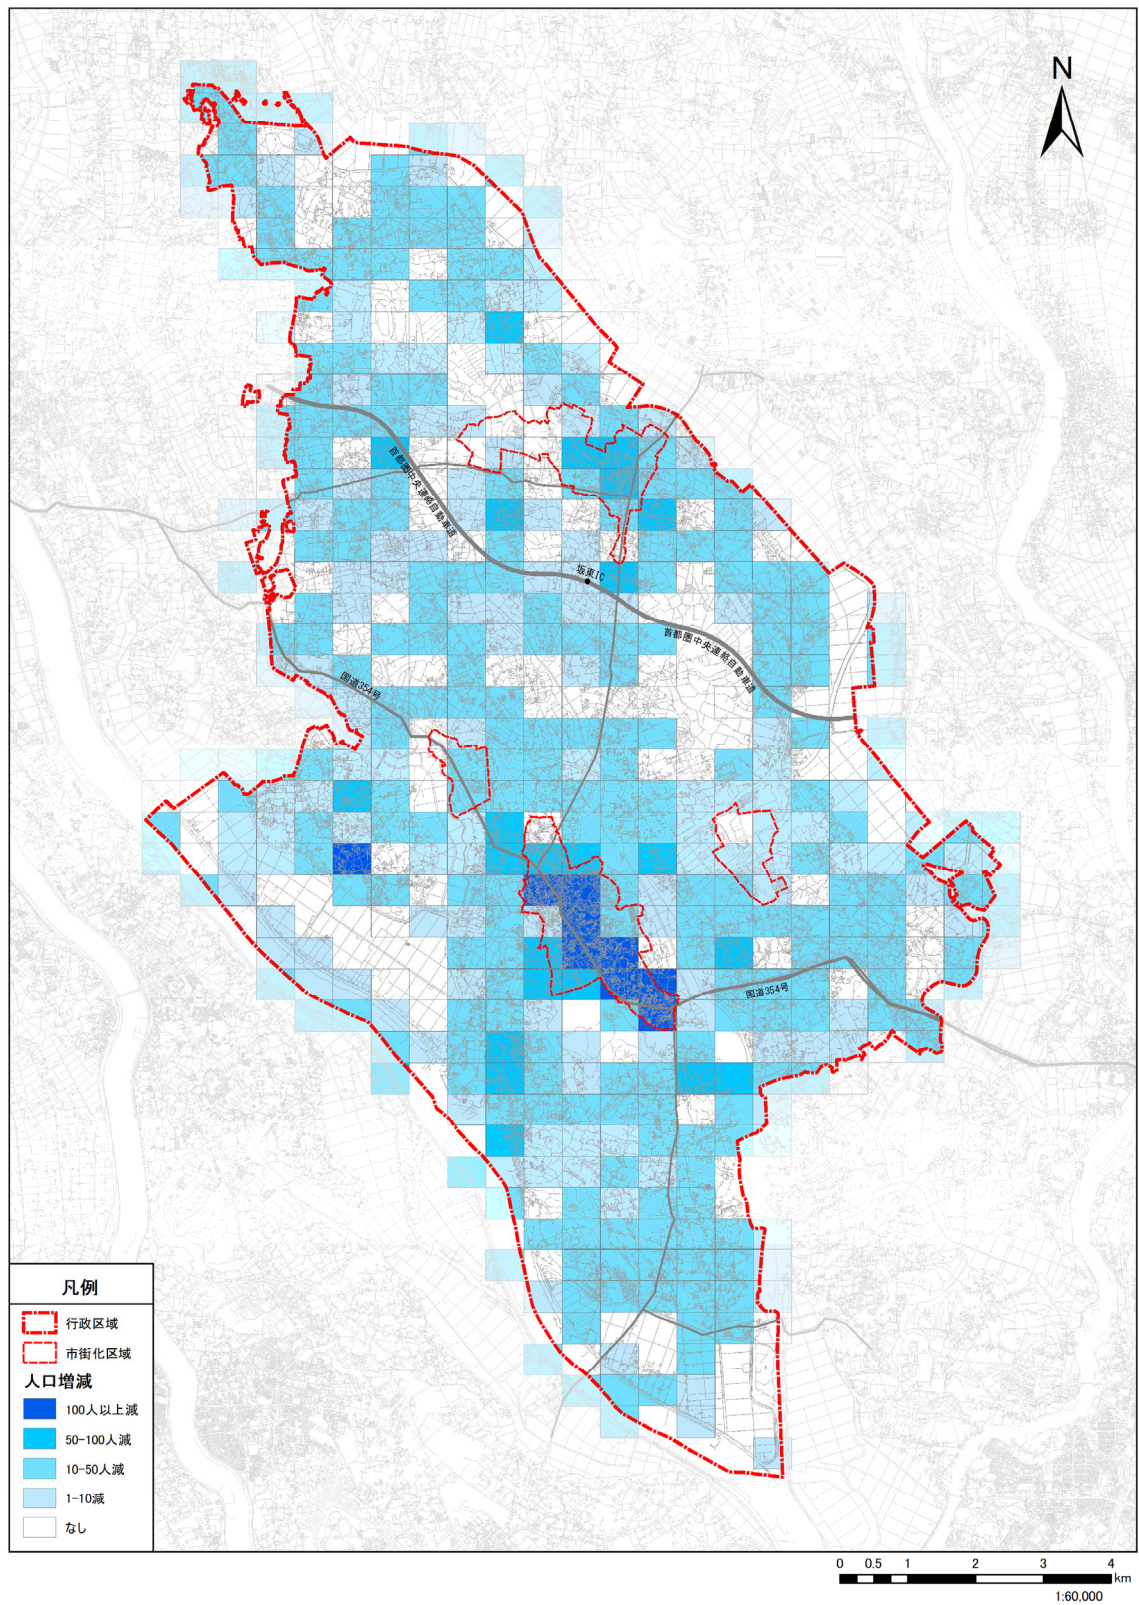 N
首都圏中央連絡自動車道
坂東IC
首都圏中央連絡自動車道
国道354号
国道354号
凡例
行政区域
市街化区域
人口増減
100人以上減
50-100人減
10-50人減
1-10減
なし
0 0.5 1 2 3 4
km
1:60,000